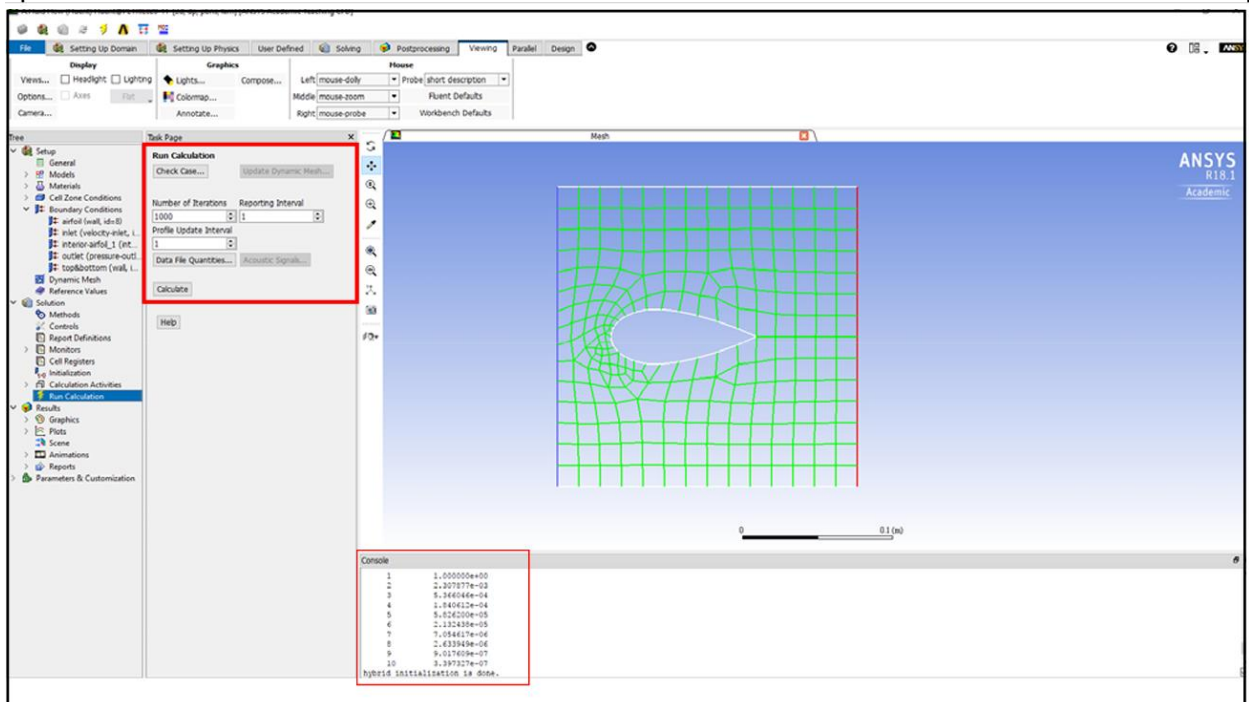 File Setting Up Domain Setting Up Physics User Defined Solving Postprocessing Viewing Parallel Design
Display Graphics Mouse
Views... Headlight Lighting Lights... Compose... Left mouse-dolly Probe short description
Options... Axes Flat Colormap... Middle mouse-zoom Fluent Defaults
Camera... Annotate... Right mouse-probe Workbench Defaults
Tree
Setup
General
Models
Materials
Cell Zone Conditions
Boundary Conditions
airfoil (wall, id=8)
inlet (velocity-inlet, i...
interior-airfoil_1 (int...
outlet (pressure-outl...
top&bottom (wall, i...
Dynamic Mesh
Reference Values
Solution
Methods
Controls
Report Definitions
Monitors
Cell Registers
Initialization
Calculation Activities
Run Calculation
Results
Graphics
Plots
Scene
Animations
Reports
Parameters & Customization
Task Page
Run Calculation
Check Case... Update Dynamic Mesh...
Number of Iterations Reporting Interval
1000 1
Profile Update Interval
1
Data File Quantities... Acoustic Signals...
Calculate
Help
Mesh
ANSYS
R18.1
Academic
0 0.1 (m)
Console
1 1.000000e+00
2 2.307877e-03
3 5.366046e-04
4 1.840612e-04
5 5.826200e-05
6 2.132438e-05
7 7.054617e-06
8 2.633949e-06
9 9.017609e-07
10 3.397327e-07
hybrid initialization is done.